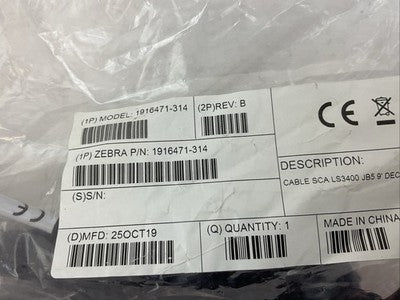 (1P) MODEL: 1916471-314
(2P)REV: B
(1P) ZEBRA P/N: 1916471-314
(S)S/N:
(D)MFD: 25OCT19
(Q) QUANTITY: 1
CE
DESCRIPTION:
CABLE SCA LS3400 JB5 9' DEC
MADE IN CHINA